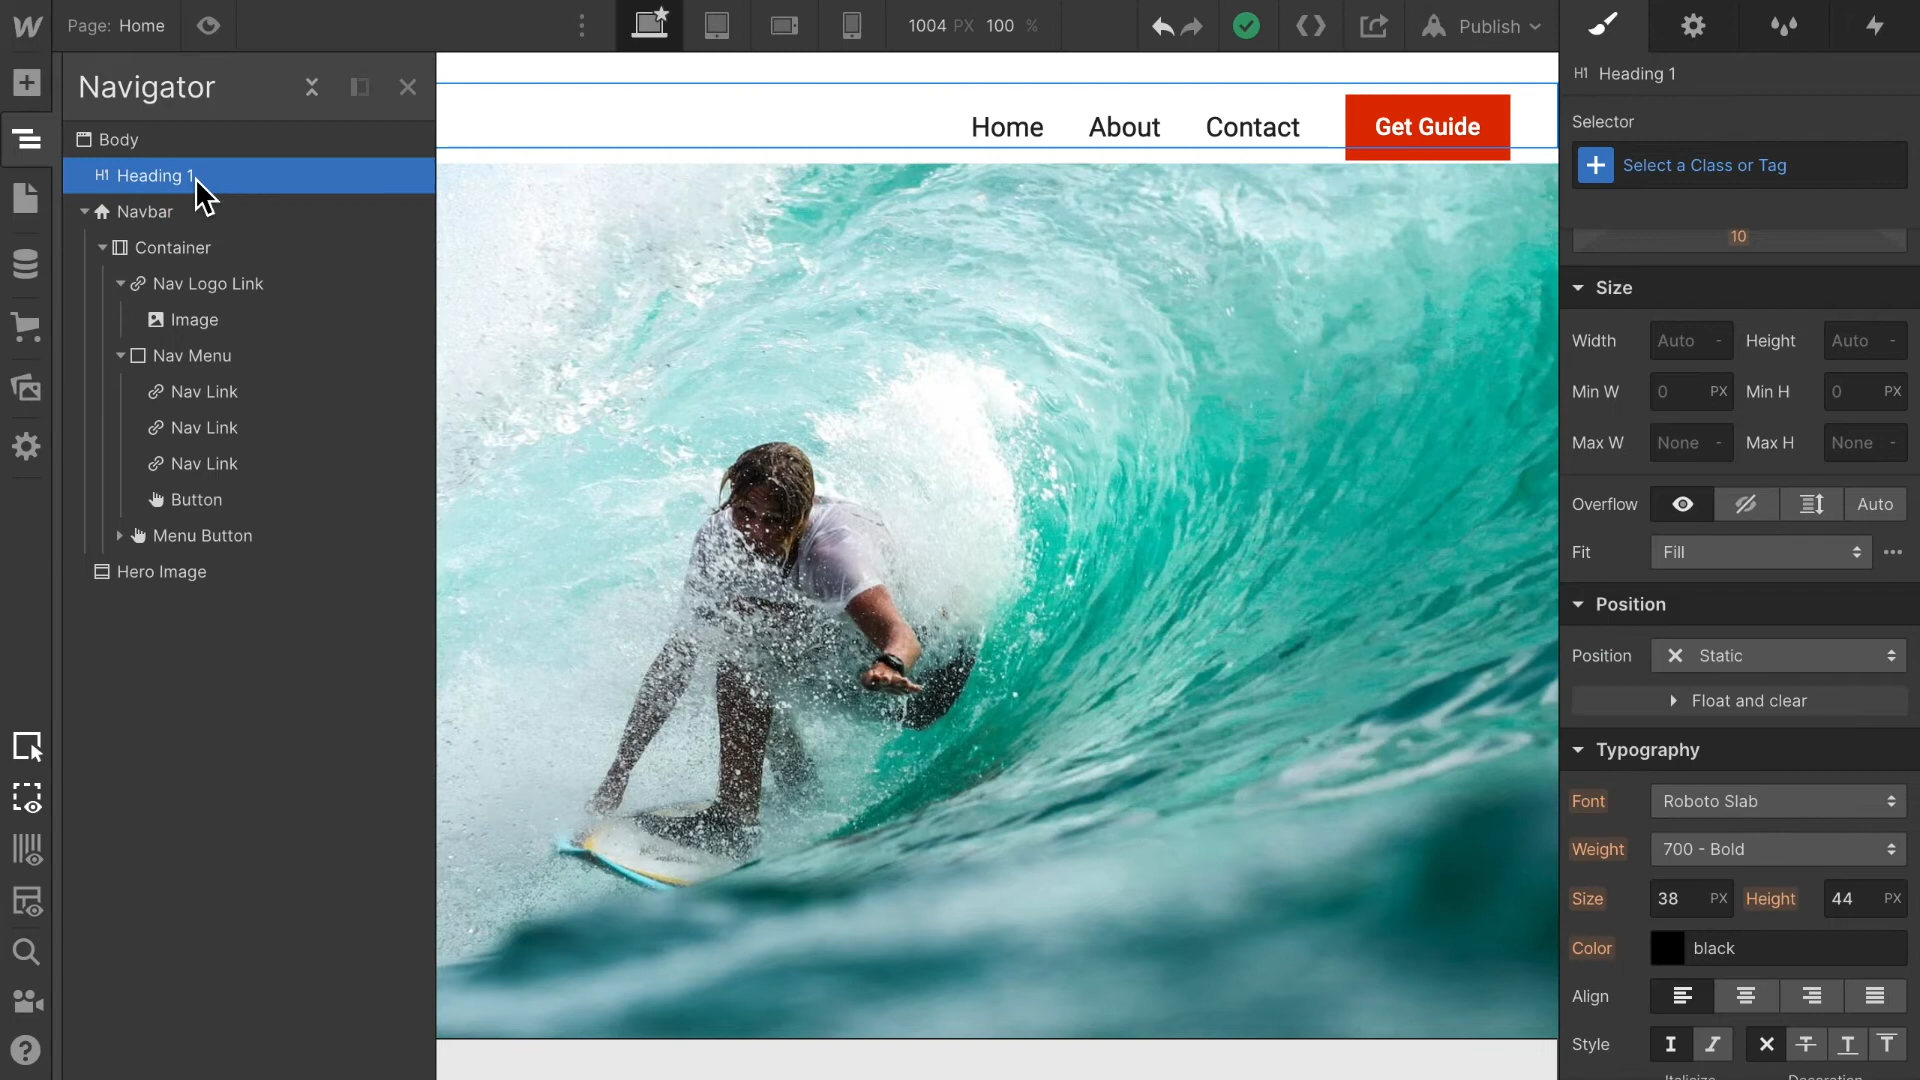 Page: Home
1004 PX 100 %
Publish
Navigator
Body
H1 Heading 1
Navbar
Container
Nav Logo Link
Image
Nav Menu
Nav Link
Nav Link
Nav Link
Button
Menu Button
Hero Image
Home About Contact Get Guide
H1 Heading 1
Selector
Select a Class or Tag
10
Size
Width Auto - Height Auto -
Min W 0 PX Min H 0 PX
Max W None - Max H None -
Overflow Auto
Fit Fill
Position
Position Static
Float and clear
Typography
Font Roboto Slab
Weight 700 - Bold
Size 38 PX Height 44 PX
Color black
Align
Style